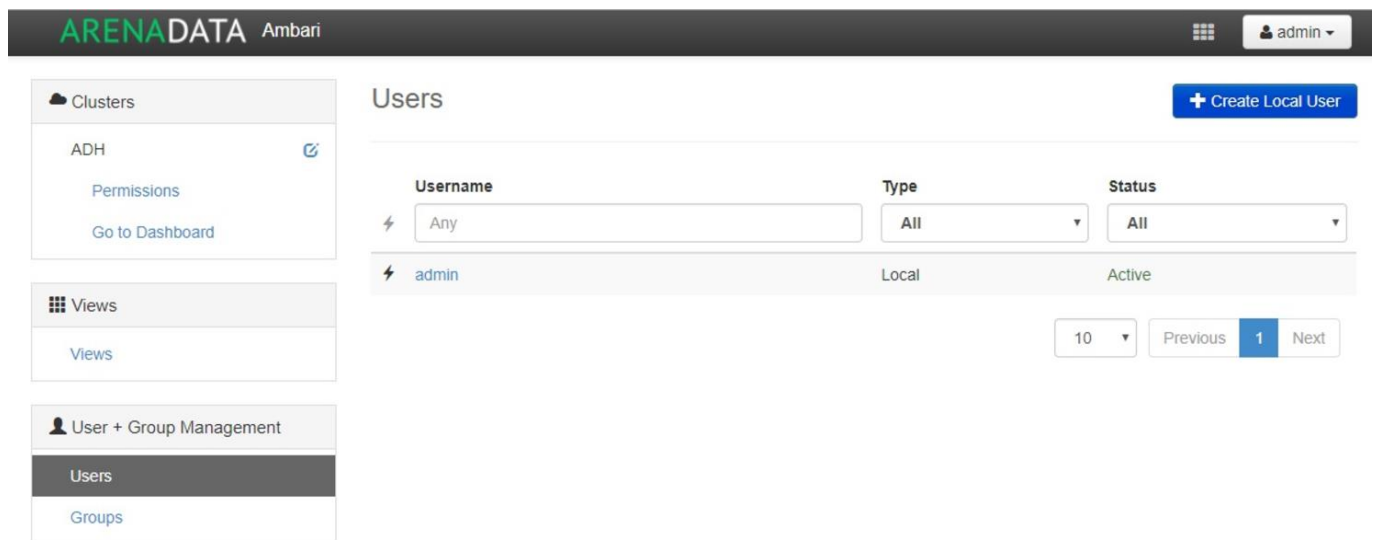 ARENADATA Ambari
admin
Clusters
ADH
Permissions
Go to Dashboard
Views
Views
User + Group Management
Users
Groups
Users
Create Local User
Username Type Status
Any All All
admin Local Active
10 Previous 1 Next